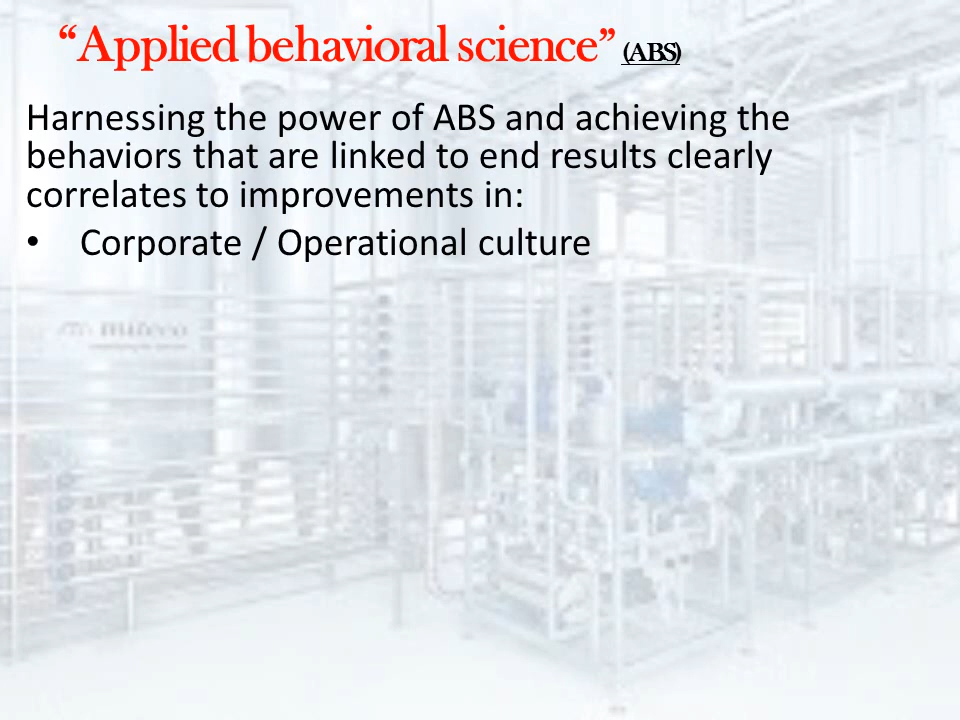 “Applied behavioral science” (ABS)
Harnessing the power of ABS and achieving the
behaviors that are linked to end results clearly
correlates to improvements in:
• Corporate / Operational culture